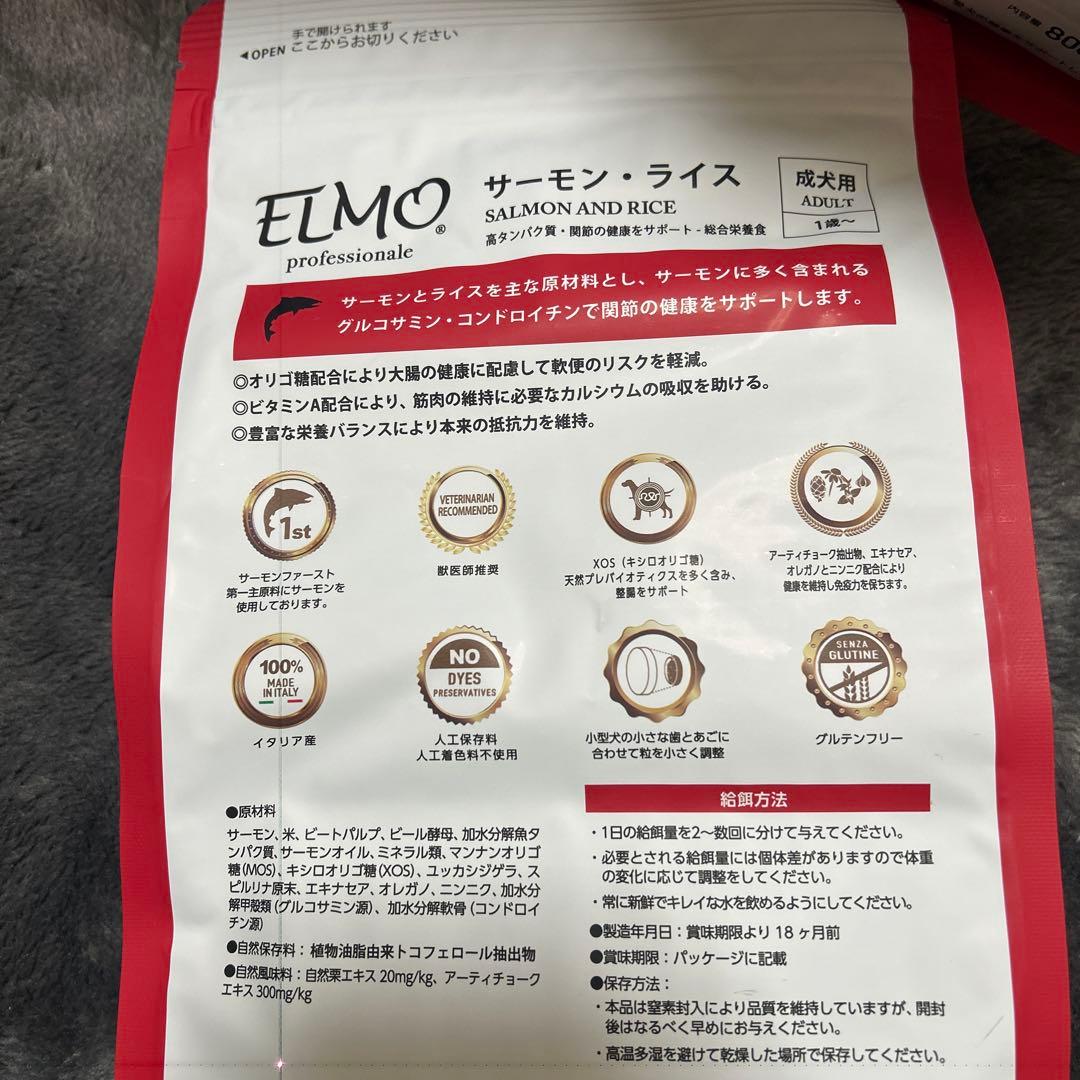 手で開けられます
◀OPEN ここからお切りください
内容量 800
ELMO®
professionale
サーモン・ライス
SALMON AND RICE
高タンパク質・関節の健康をサポート - 総合栄養食
成犬用
ADULT
1歳〜
サーモンとライスを主な原材料とし、サーモンに多く含まれる
グルコサミン・コンドロイチンで関節の健康をサポートします。
◎オリゴ糖配合により大腸の健康に配慮して軟便のリスクを軽減。
◎ビタミンA配合により、筋肉の維持に必要なカルシウムの吸収を助ける。
◎豊富な栄養バランスにより本来の抵抗力を維持。
1st
サーモンファースト
第一主原料にサーモンを
使用しております。
VETERINARIAN
RECOMMENDED
獣医師推奨
XOS（キシロオリゴ糖）
天然プレバイオティクスを多く含み、
整腸をサポート
アーティチョーク抽出物、エキナセア、
オレガノとニンニク配合により
健康を維持し免疫力を保ちます。
100%
MADE
IN ITALY
イタリア産
NO
DYES
PRESERVATIVES
人工保存料
人工着色料不使用
小型犬の小さな歯とあごに
合わせて粒を小さく調整
SENZA
GLUTINE
グルテンフリー
●原材料
サーモン、米、ビートパルプ、ビール酵母、加水分解魚タ
ンパク質、サーモンオイル、ミネラル類、マンナンオリゴ
糖(MOS)、キシロオリゴ糖(XOS)、ユッカシジゲラ、ス
ピルリナ原末、エキナセア、オレガノ、ニンニク、加水分
解甲殻類(グルコサミン源)、加水分解軟骨(コンドロイ
チン源)
●自然保存料：植物油脂由来トコフェロール抽出物
●自然風味料：自然栗エキス 20mg/kg、アーティチョーク
エキス 300mg/kg
給餌方法
・1日の給餌量を2〜数回に分けて与えてください。
・必要とされる給餌量には個体差がありますので体重
の変化に応じて調整をしてください。
・常に新鮮でキレイな水を飲めるようにしてください。
●製造年月日：賞味期限より 18 ヶ月前
●賞味期限：パッケージに記載
●保存方法：
・本品は窒素封入により品質を維持していますが、開封
後はなるべく早めにお与えください。
・高温多湿を避けて乾燥した場所で保存してください。